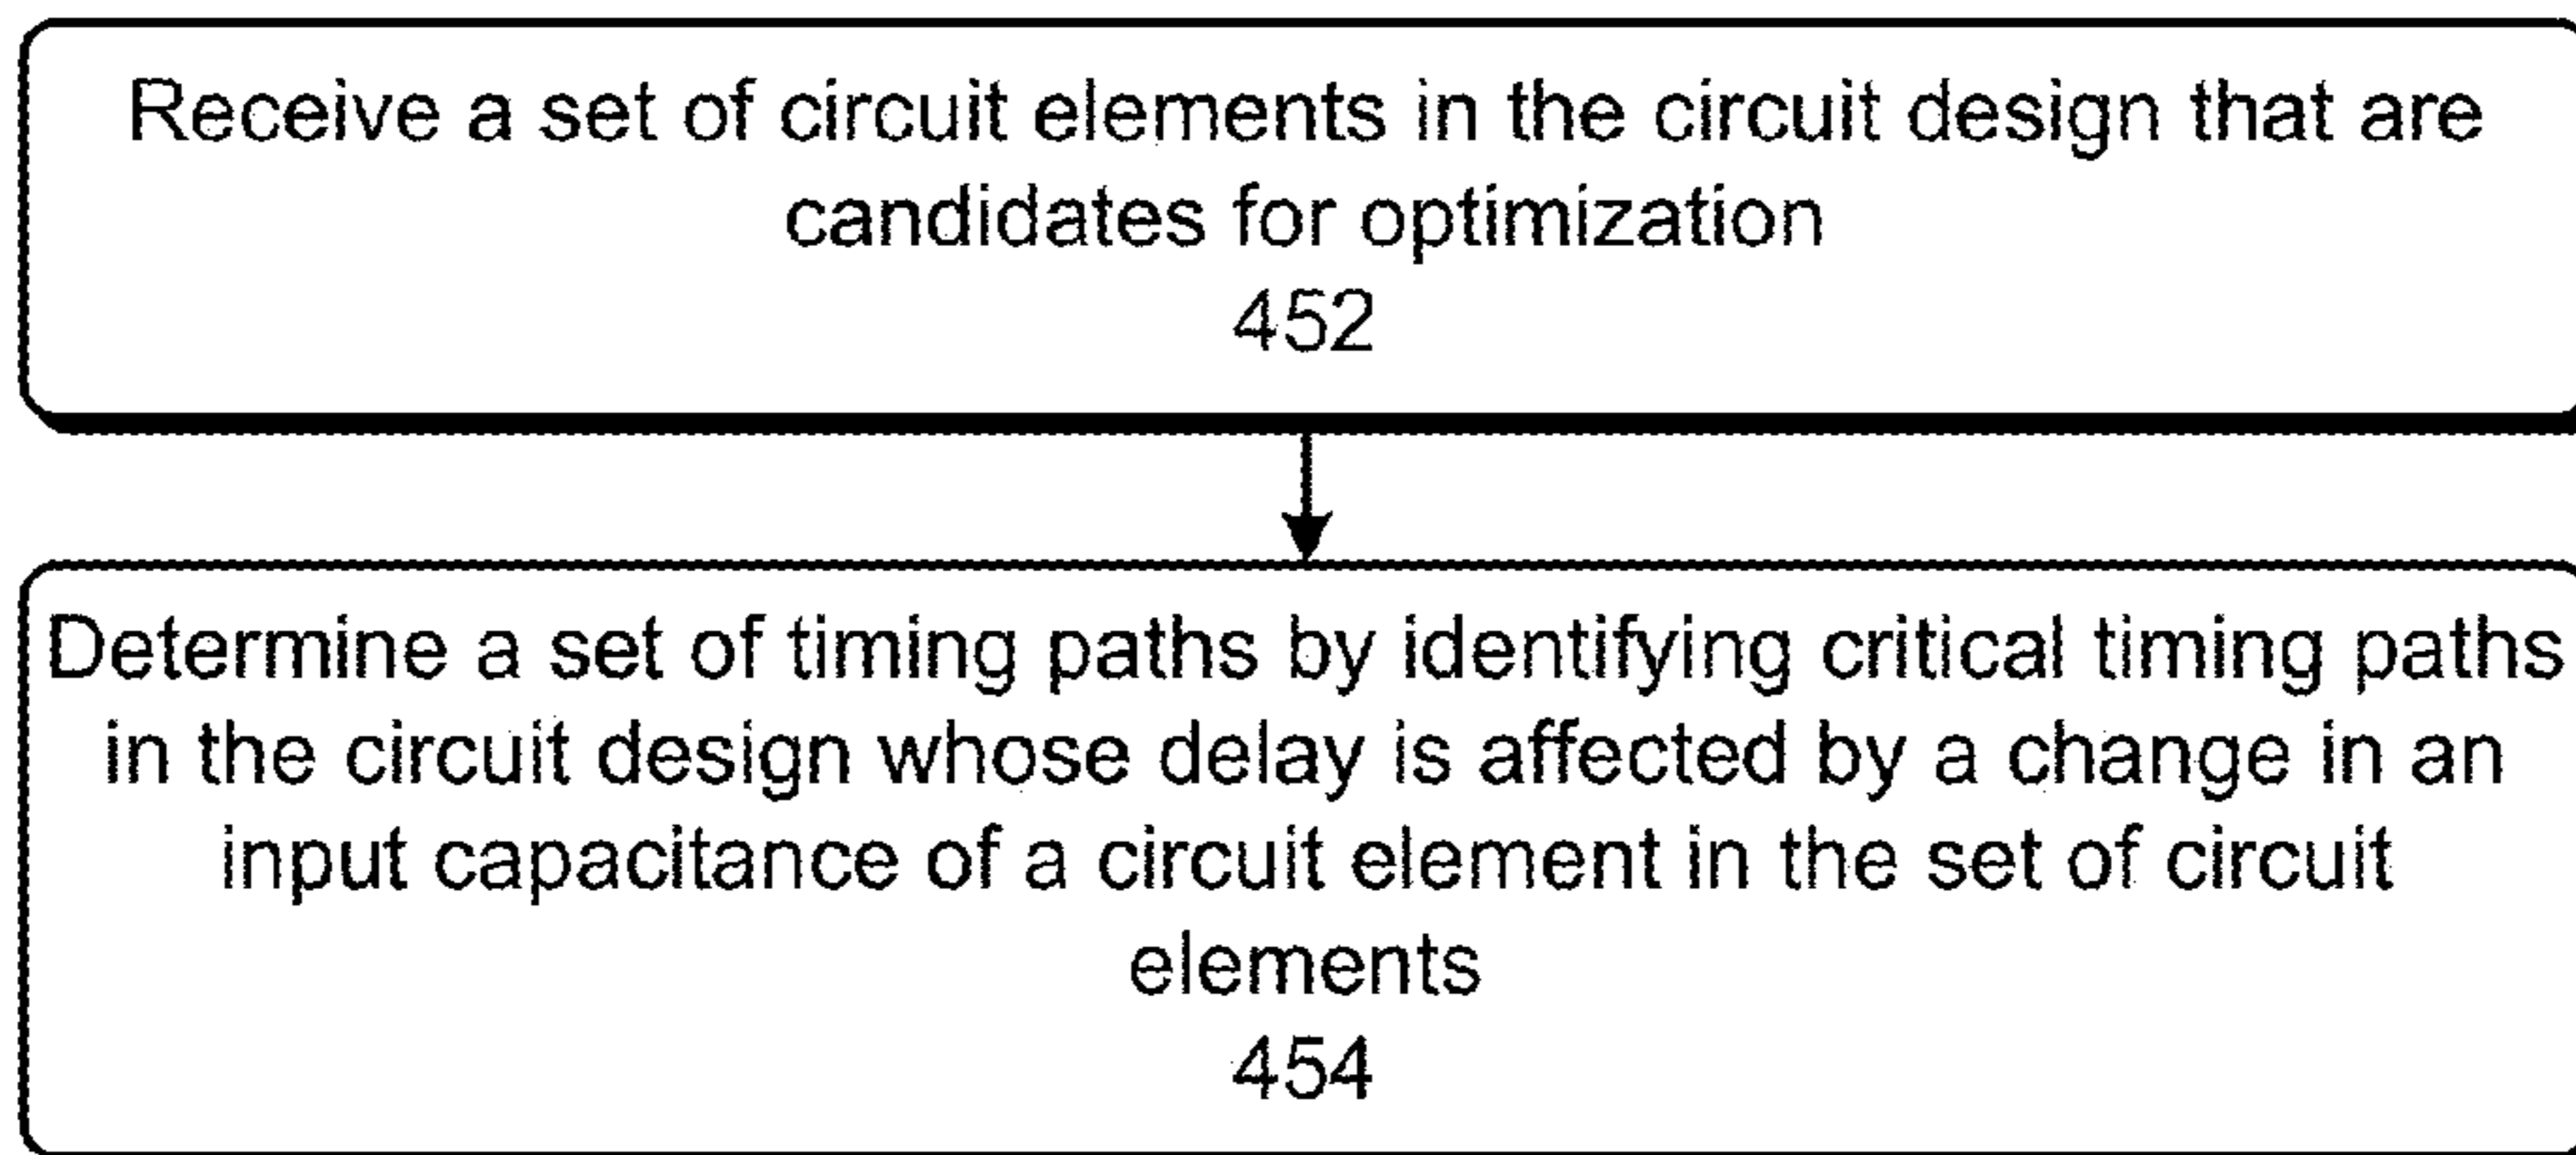 Receive a set of circuit elements in the circuit design that are
candidates for optimization
452
Determine a set of timing paths by identifying critical timing paths
in the circuit design whose delay is affected by a change in an
input capacitance of a circuit element in the set of circuit
elements
454